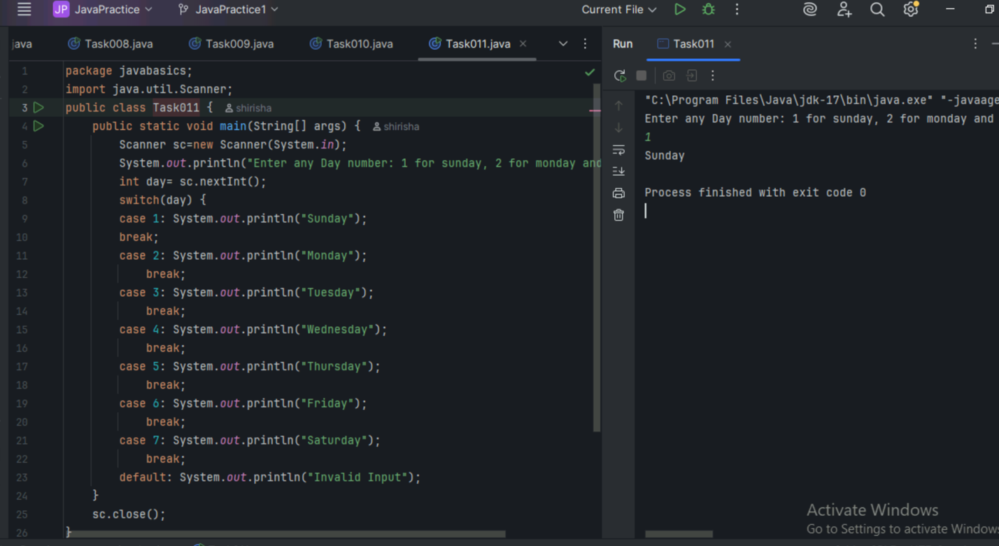 JP JavaPractice JavaPractice1 Current File
java Task008.java Task009.java Task010.java Task011.java
1 package javabasics;
2 import java.util.Scanner;
3 public class Task011 { shirisha
4 public static void main(String[] args) { shirisha
5 Scanner sc=new Scanner(System.in);
6 System.out.println("Enter any Day number: 1 for sunday, 2 for monday and
7 int day= sc.nextInt();
8 switch(day) {
9 case 1: System.out.println("Sunday");
10 break;
11 case 2: System.out.println("Monday");
12 break;
13 case 3: System.out.println("Tuesday");
14 break;
15 case 4: System.out.println("Wednesday");
16 break;
17 case 5: System.out.println("Thursday");
18 break;
19 case 6: System.out.println("Friday");
20 break;
21 case 7: System.out.println("Saturday");
22 break;
23 default: System.out.println("Invalid Input");
24 }
25 sc.close();
26 }
Run Task011
"C:\Program Files\Java\jdk-17\bin\java.exe" "-javaage
Enter any Day number: 1 for sunday, 2 for monday and
1
Sunday
Process finished with exit code 0
Activate Windows
Go to Settings to activate Windows